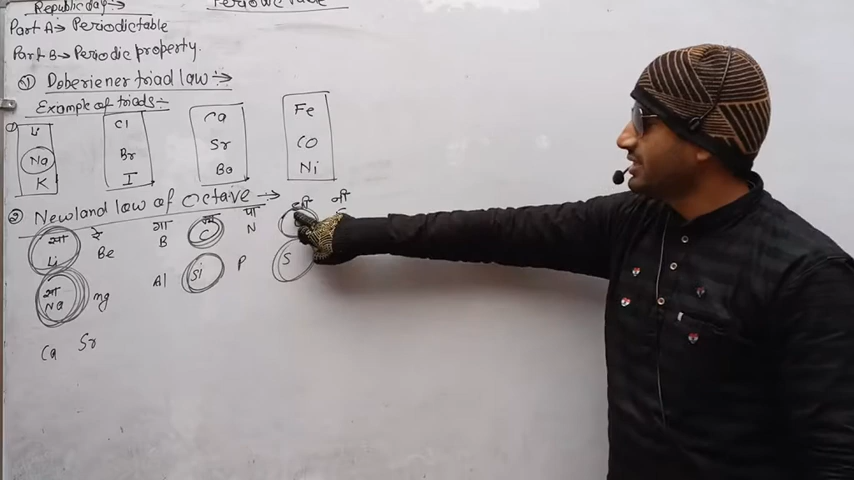 Republic day →
Periodic Table
Part A → Periodictable
Part B → Periodic property.
① Doberiener triad law :→
Example of triads :-
① Li Cl Ca Fe
Na Br Sr CO
K I Ba Ni
② Newland law of octave →
सा रे गा मा पा धी नी
Li Be B C N
सा
Na mg Al Si P S
Ca Sr